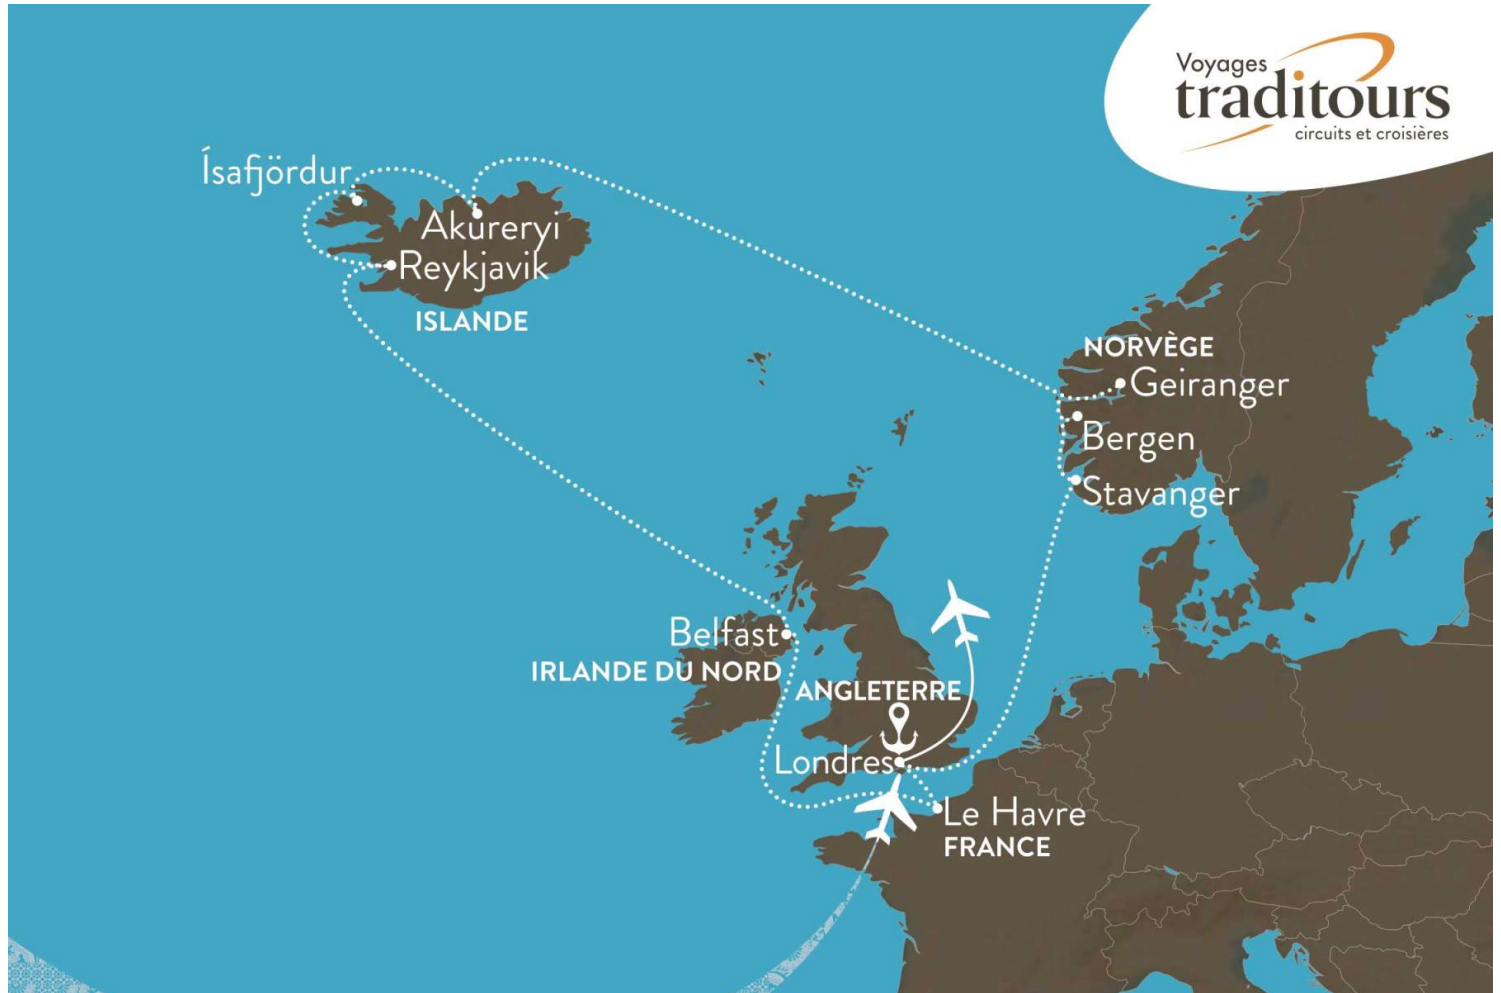 Voyages
traditours
circuits et croisières
Ísafjördur
Akureryi
Reykjavik
ISLANDE
NORVÈGE
Geiranger
Bergen
Stavanger
Belfast
IRLANDE DU NORD
ANGLETERRE
Londres
Le Havre
FRANCE